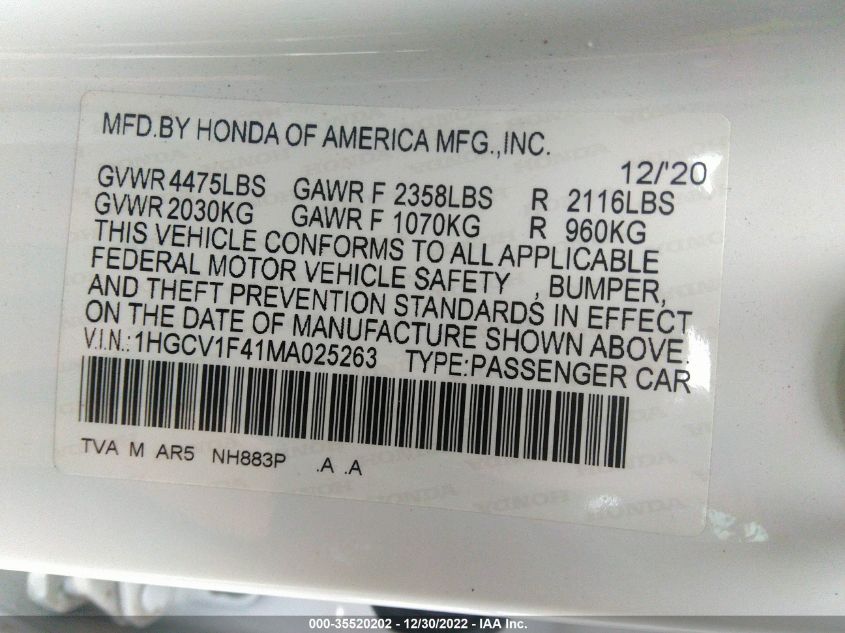 MFD.BY HONDA OF AMERICA MFG.,INC.
12/'20
GVWR 4475LBS GAWR F 2358LBS R 2116LBS
GVWR 2030KG GAWR F 1070KG R 960KG
THIS VEHICLE CONFORMS TO ALL APPLICABLE
FEDERAL MOTOR VEHICLE SAFETY , BUMPER,
AND THEFT PREVENTION STANDARDS IN EFFECT
ON THE DATE OF MANUFACTURE SHOWN ABOVE.
V.I.N.:1HGCV1F41MA025263 TYPE:PASSENGER CAR
TVA M AR5 NH883P .A .A
000-35520202 - 12/30/2022 - IAA Inc.